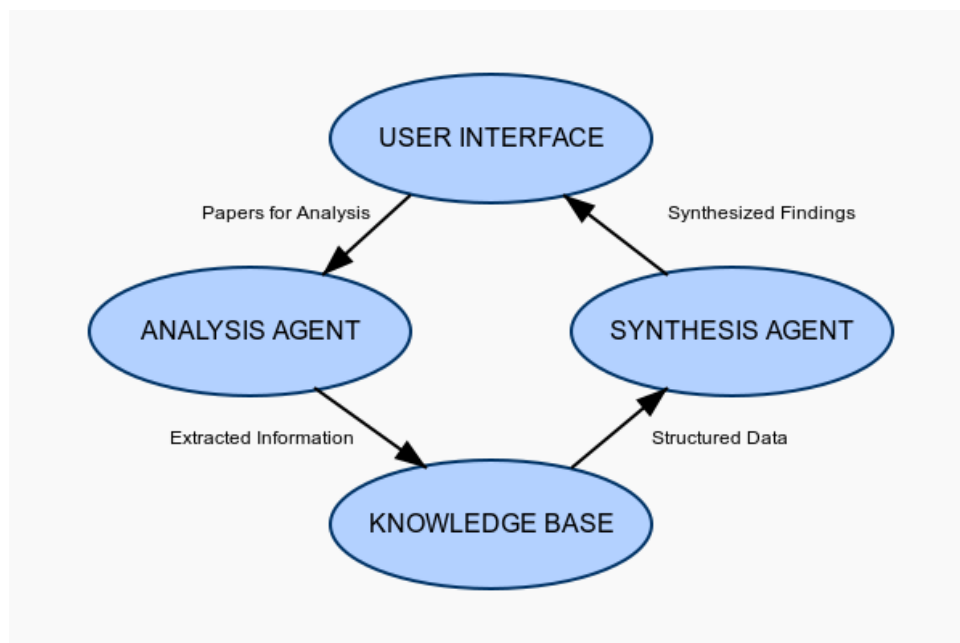 USER INTERFACE
Papers for Analysis
Synthesized Findings
ANALYSIS AGENT
SYNTHESIS AGENT
Extracted Information
Structured Data
KNOWLEDGE BASE